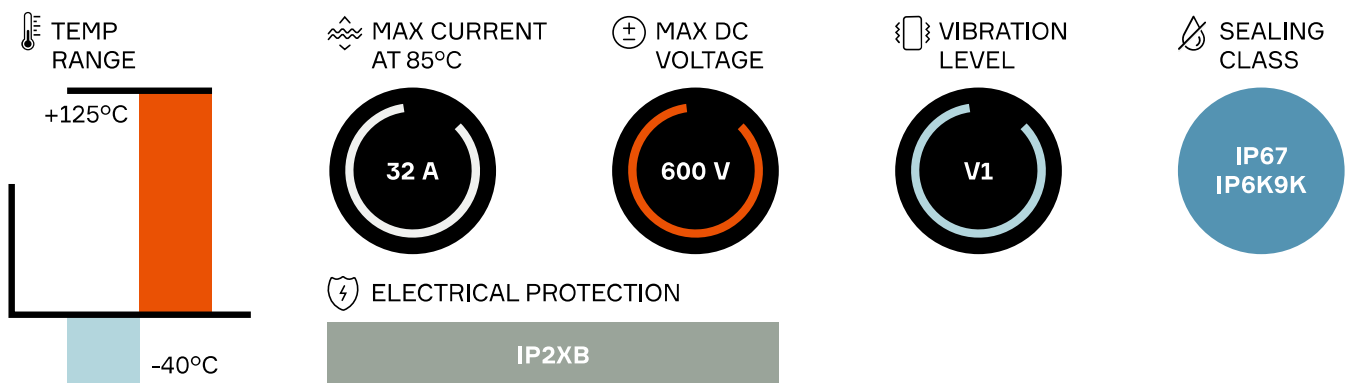 TEMP
RANGE
+125°C
-40°C
MAX CURRENT
AT 85°C
32 A
MAX DC
VOLTAGE
600 V
VIBRATION
LEVEL
V1
SEALING
CLASS
IP67
IP6K9K
ELECTRICAL PROTECTION
IP2XB